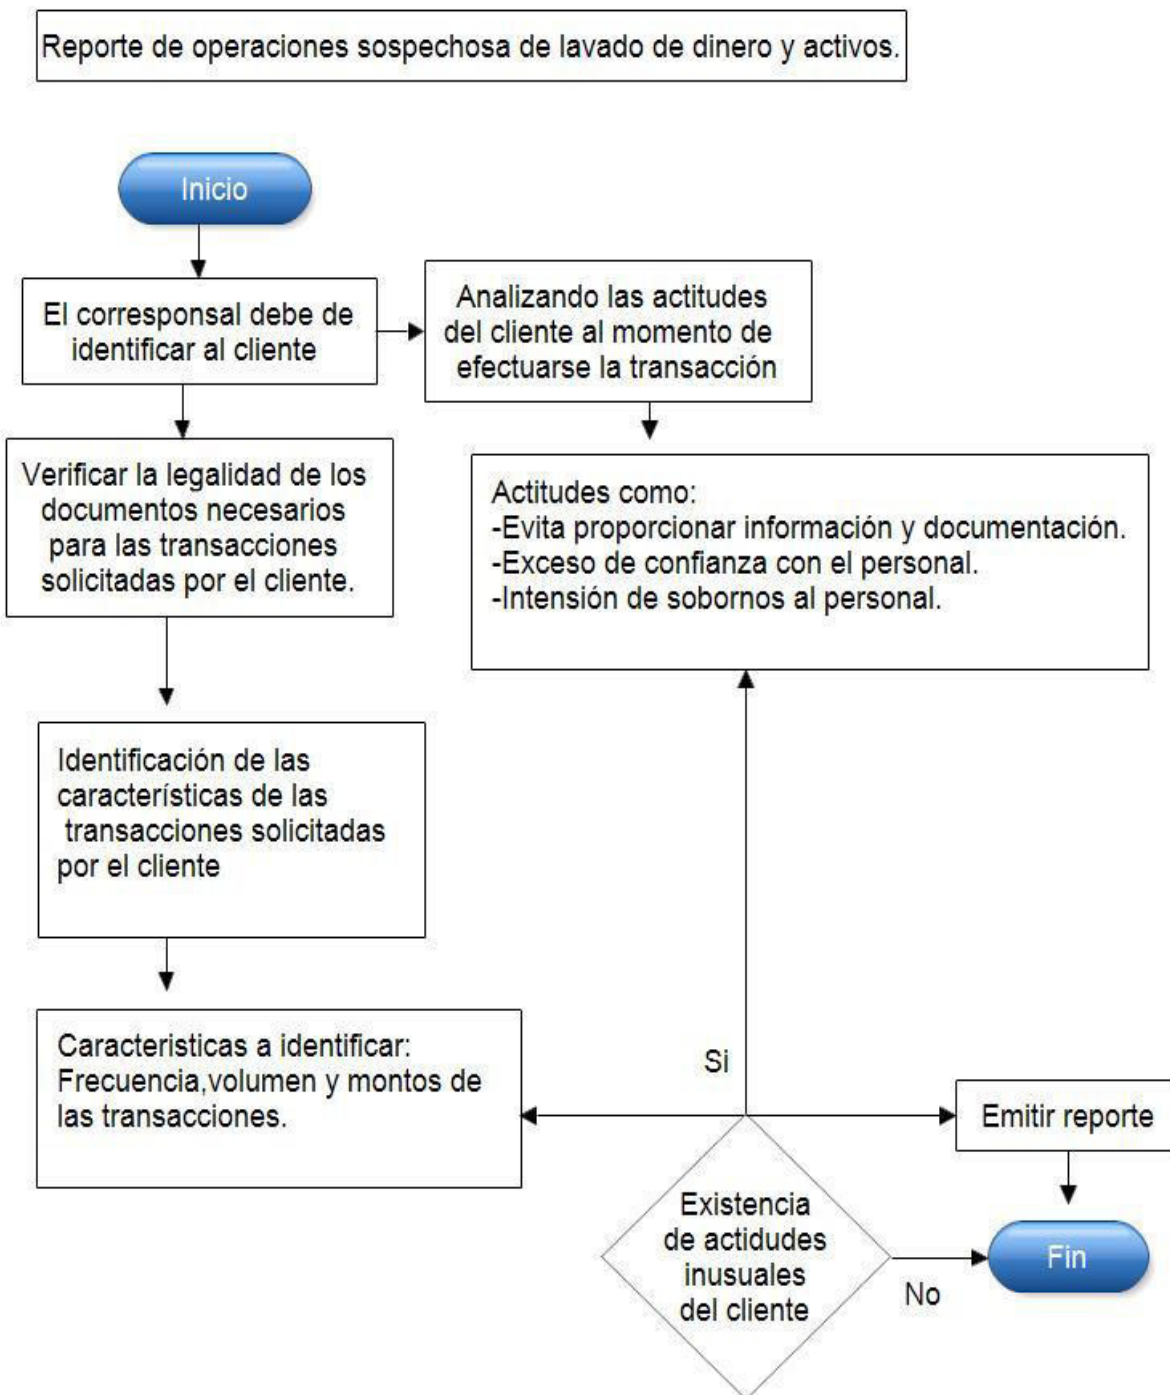 Reporte de operaciones sospechosa de lavado de dinero y activos.
Inicio
El corresponsal debe de
identificar al cliente
Analizando las actitudes
del cliente al momento de
efectuarse la transacción
Verificar la legalidad de los
documentos necesarios
para las transacciones
solicitadas por el cliente.
Actitudes como:
-Evita proporcionar información y documentación.
-Exceso de confianza con el personal.
-Intensión de sobornos al personal.
Identificación de las
características de las
transacciones solicitadas
por el cliente
Caracteristicas a identificar:
Frecuencia,volumen y montos de
las transacciones.
Si
Emitir reporte
Existencia
de actidudes
inusuales
del cliente
No
Fin